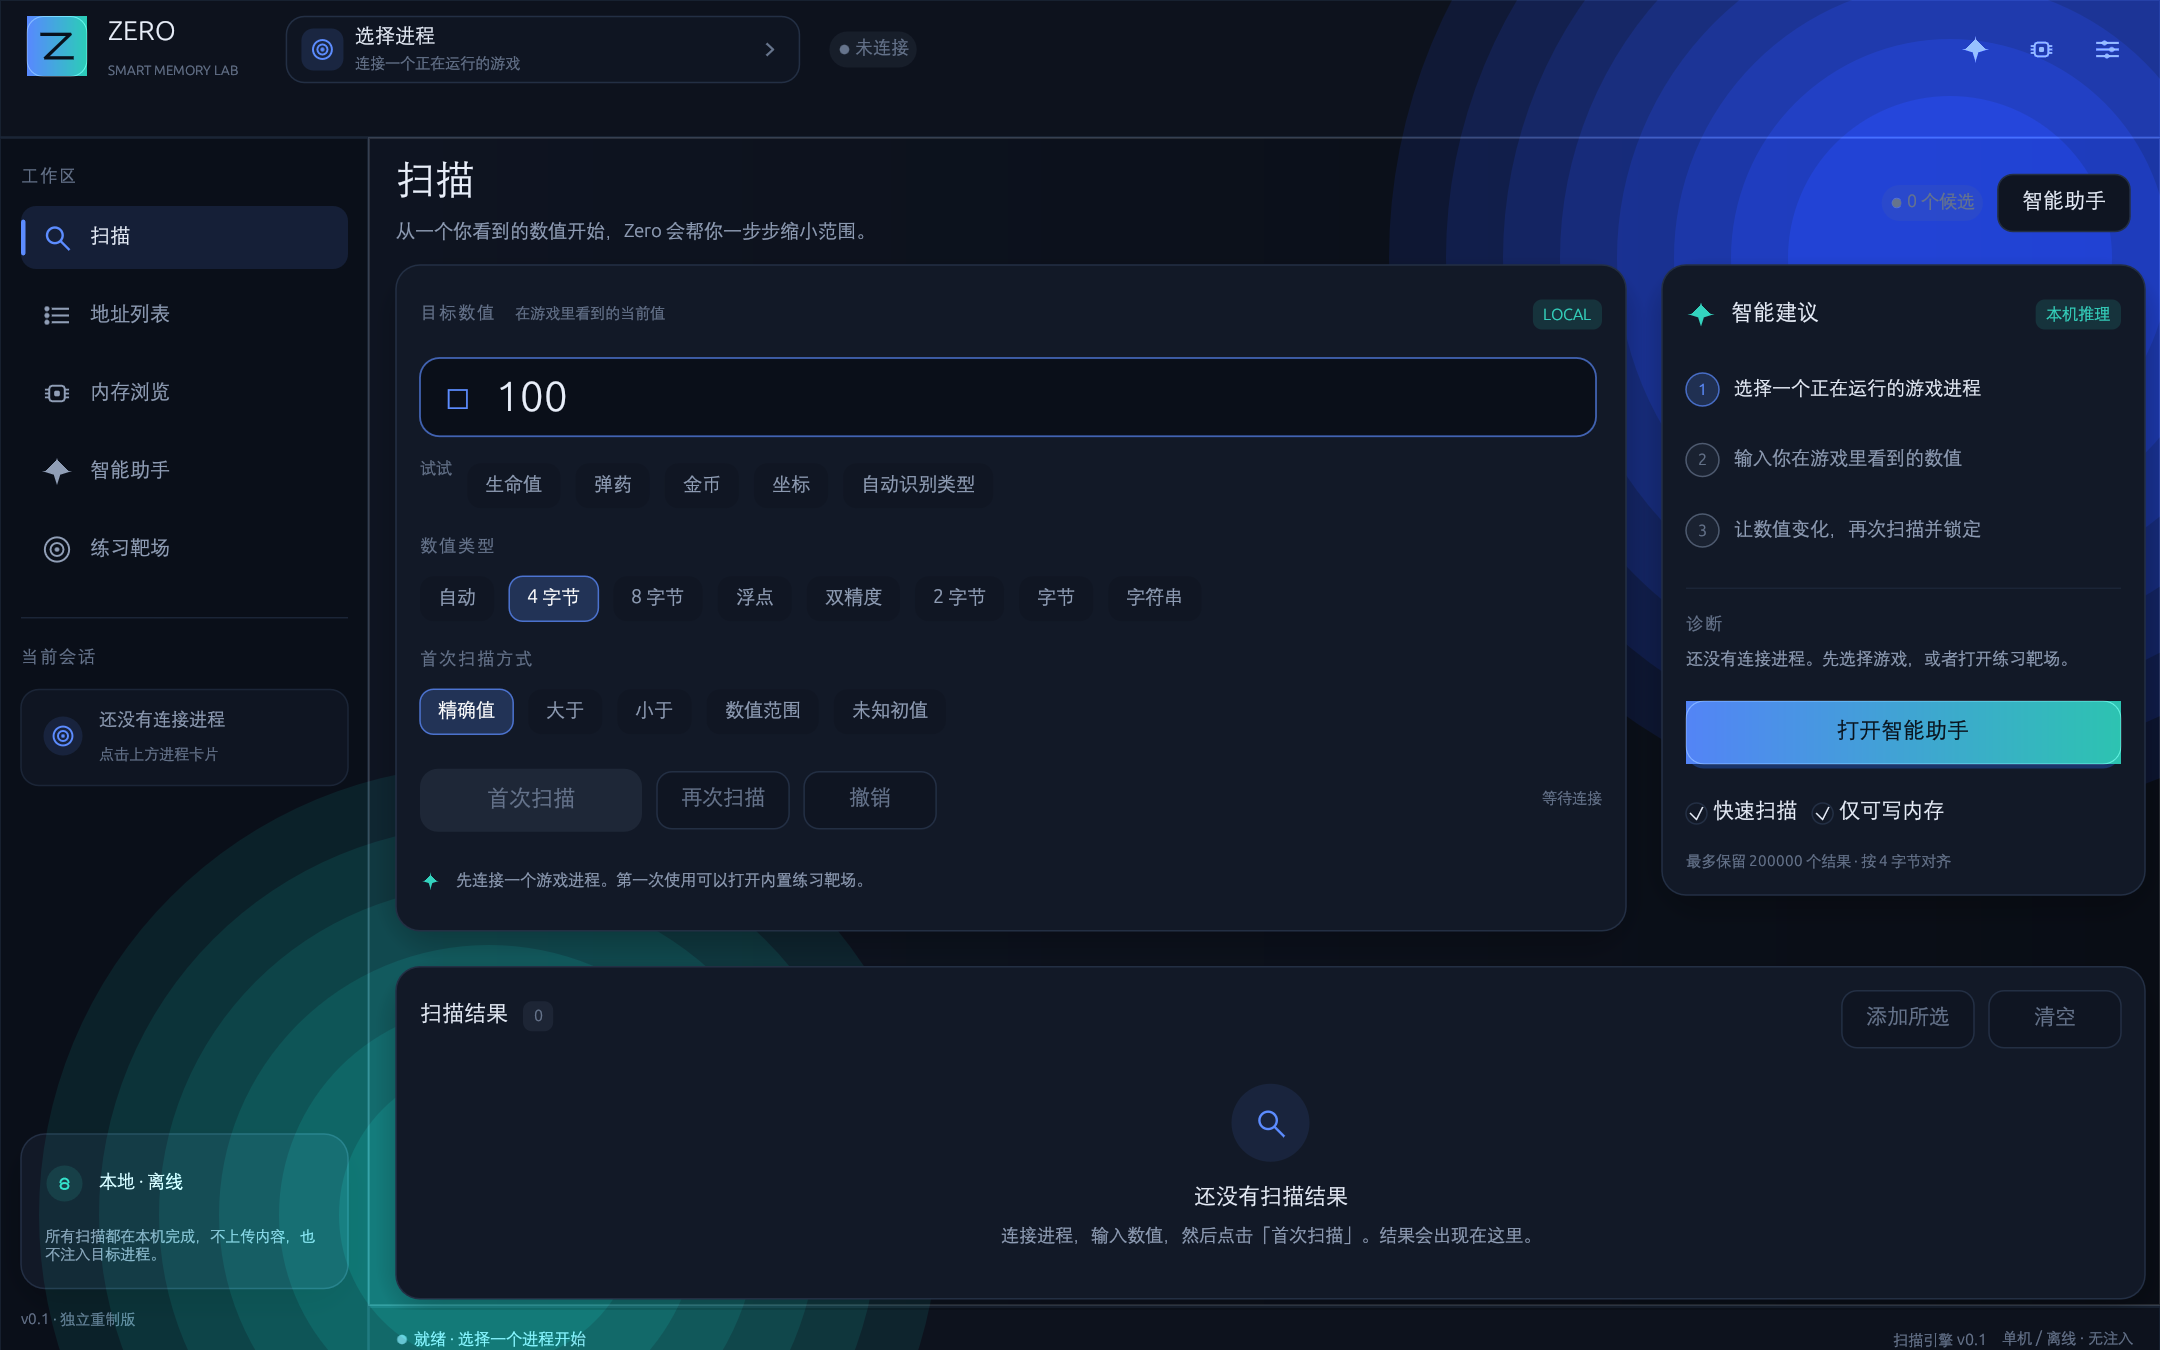 Z
ZERO
SMART MEMORY LAB
选择进程
连接一个正在运行的游戏
未连接
工作区
扫描
地址列表
内存浏览
智能助手
练习靶场
当前会话
还没有连接进程
点击上方进程卡片
本地 · 离线
所有扫描都在本机完成，不上传内容，也
不注入目标进程。
v0.1 · 独立重制版
扫描
从一个你看到的数值开始，Zero 会帮你一步步缩小范围。
0 个候选
智能助手
目标数值 在游戏里看到的当前值
LOCAL
100
试试 生命值 弹药 金币 坐标 自动识别类型
数值类型
自动 4 字节 8 字节 浮点 双精度 2 字节 字节 字符串
首次扫描方式
精确值 大于 小于 数值范围 未知初值
首次扫描 再次扫描 撤销 等待连接
先连接一个游戏进程。第一次使用可以打开内置练习靶场。
智能建议
本机推理
1 选择一个正在运行的游戏进程
2 输入你在游戏里看到的数值
3 让数值变化，再次扫描并锁定
诊断
还没有连接进程。先选择游戏，或者打开练习靶场。
打开智能助手
快速扫描 仅可写内存
最多保留 200000 个结果 · 按 4 字节对齐
扫描结果 0
添加所选 清空
还没有扫描结果
连接进程，输入数值，然后点击「首次扫描」。结果会出现在这里。
就绪 · 选择一个进程开始
扫描引擎 v0.1 单机 / 离线 · 无注入